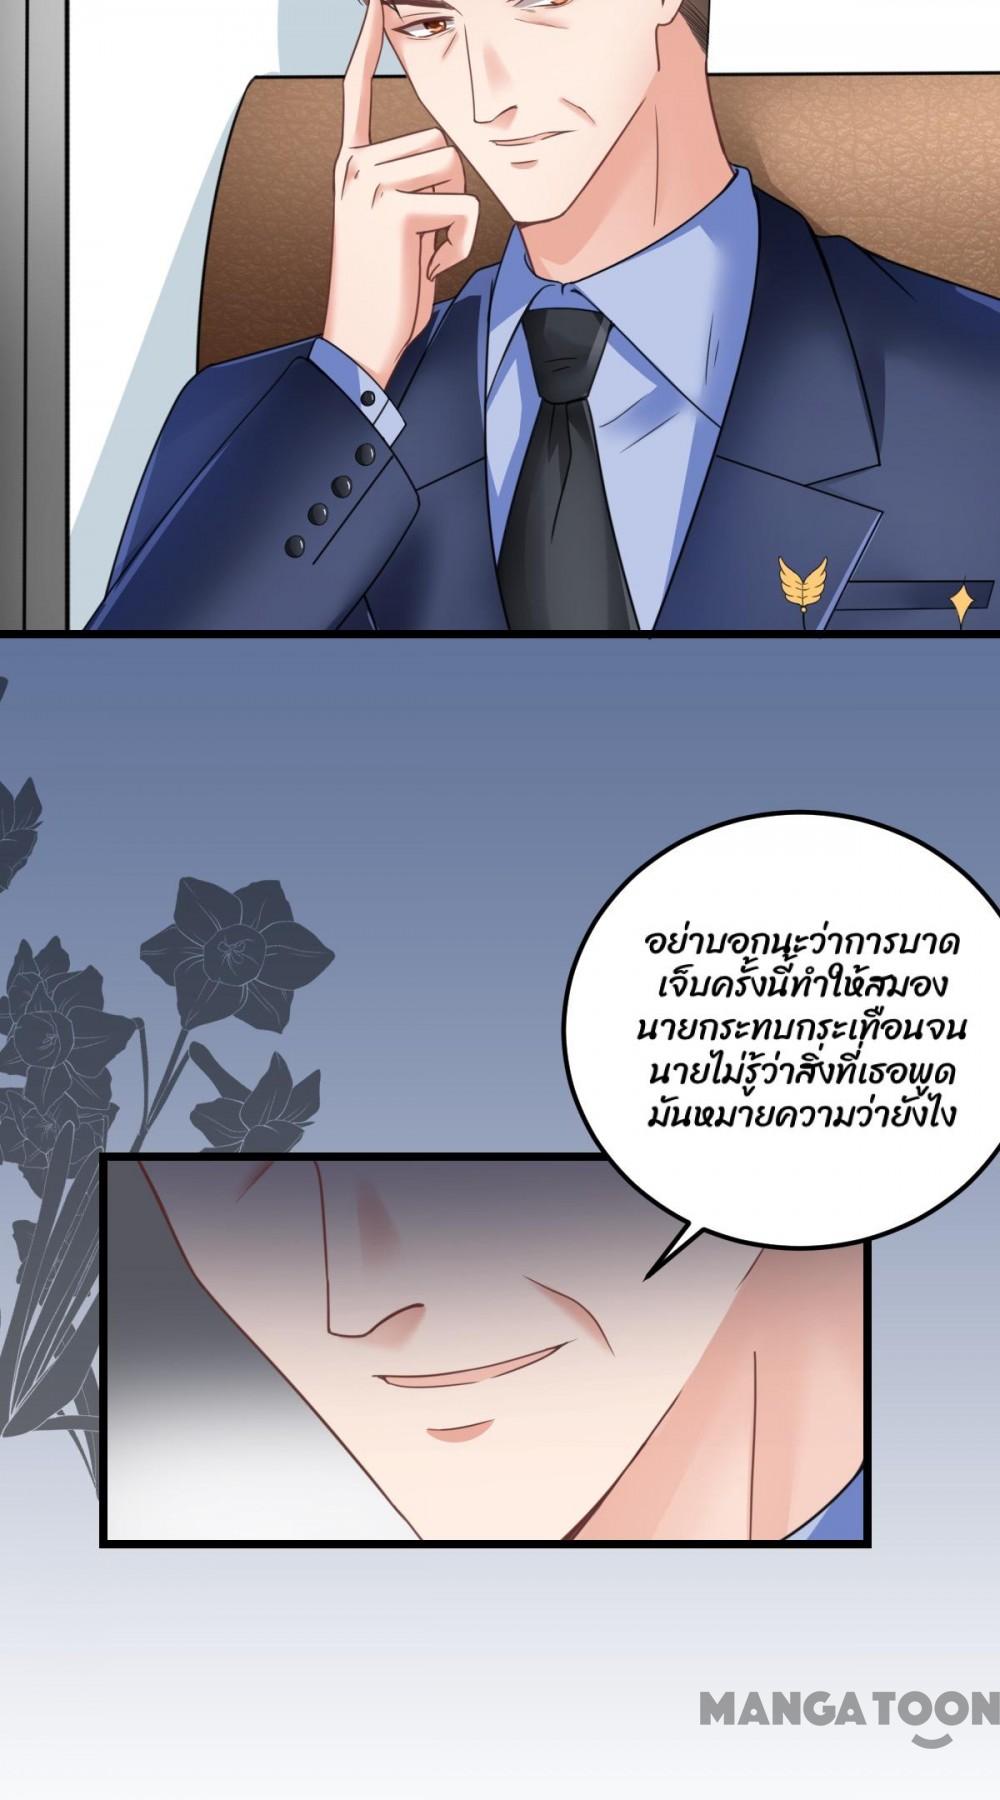 อย่าบอกนะว่าการบาด
เจ็บครั้งนี้ทำให้สมอง
นายกระทบกระเทือนจน
นายไม่รู้ว่าสิ่งที่เธอพูด
มันหมายความว่ายังไง
MANGATOON